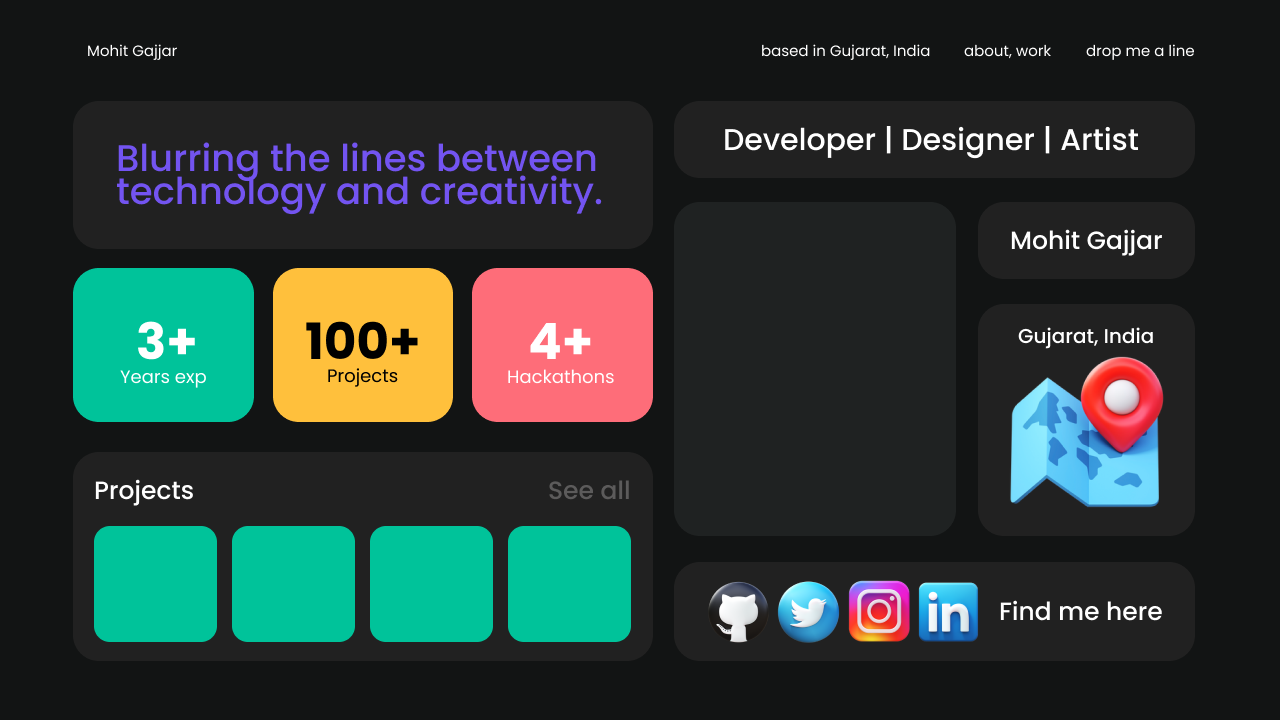 Mohit Gajjar
based in Gujarat, India
about, work
drop me a line
Blurring the lines between
technology and creativity.
Developer | Designer | Artist
Mohit Gajjar
Gujarat, India
3+
Years exp
100+
Projects
4+
Hackathons
Projects
See all
in
Find me here